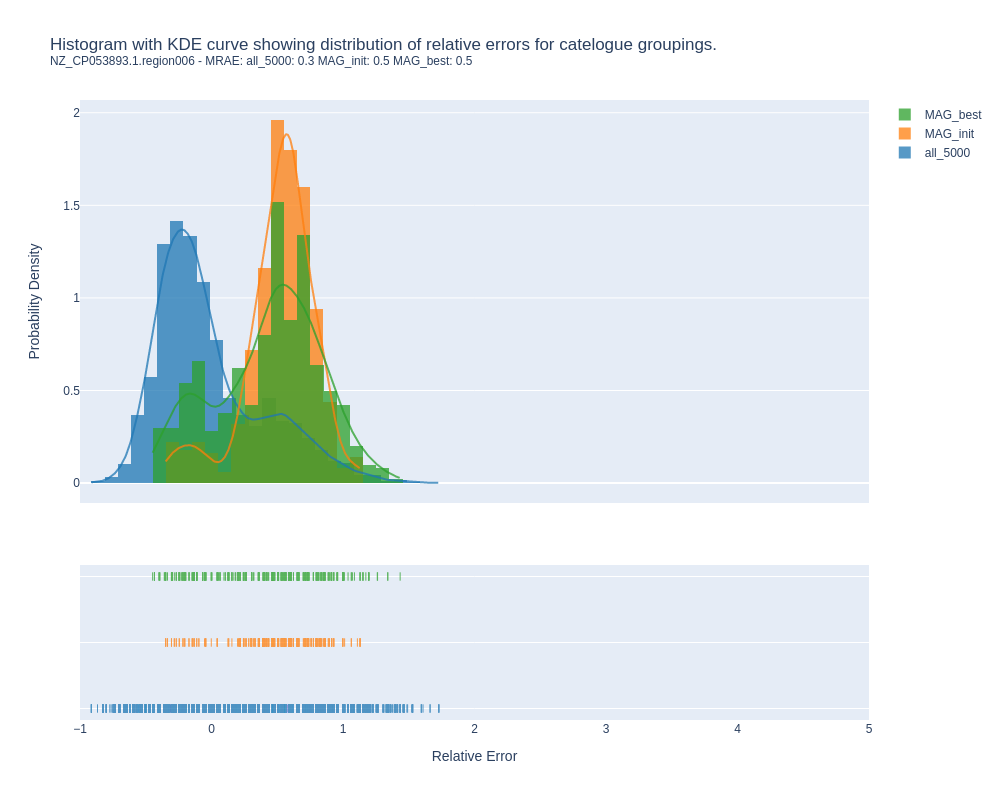 Histogram with KDE curve showing distribution of relative errors for catelogue groupings.
NZ_CP053893.1.region006 - MRAE: all_5000: 0.3 MAG_init: 0.5 MAG_best: 0.5
MAG_best
MAG_init
all_5000
2
1.5
1
0.5
0
Probability Density
−1 0 1 2 3 4 5
Relative Error